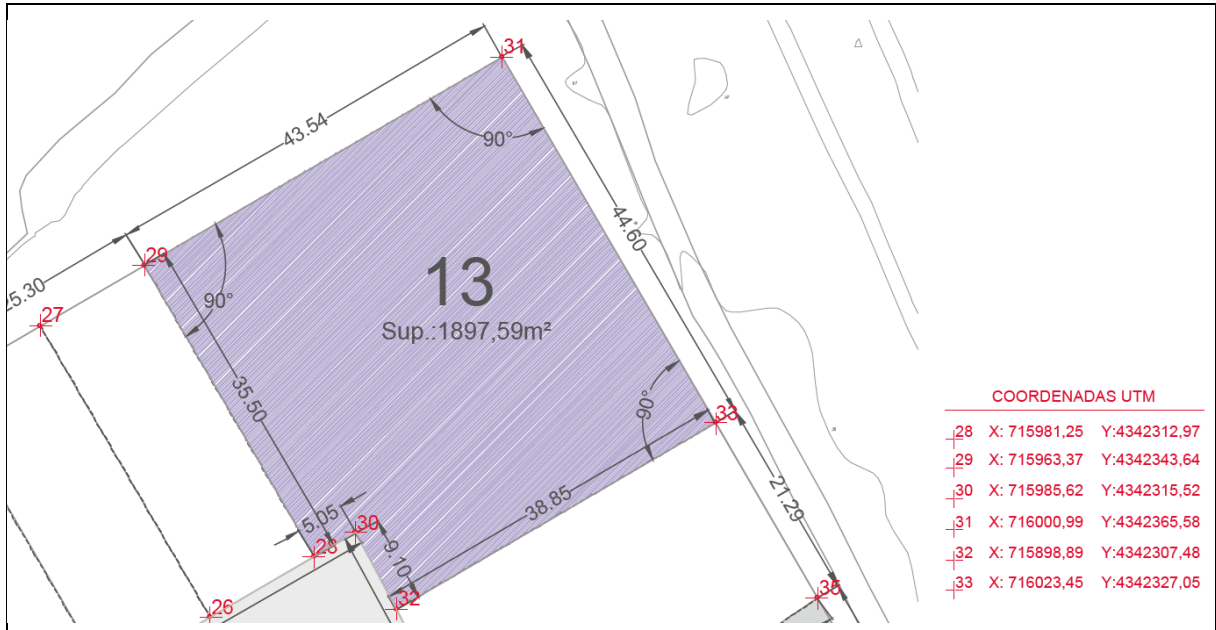 31
43.54
90°
29
44.60
25.30
13
27
90°
Sup.:1897,59m²
35.50
90°
33
38.85
21.29
5.05
30
28
9.10
32
35
26
COORDENADAS UTM
28 X: 715981,25 Y:4342312,97
29 X: 715963,37 Y:4342343,64
30 X: 715985,62 Y:4342315,52
31 X: 716000,99 Y:4342365,58
32 X: 715898,89 Y:4342307,48
33 X: 716023,45 Y:4342327,05